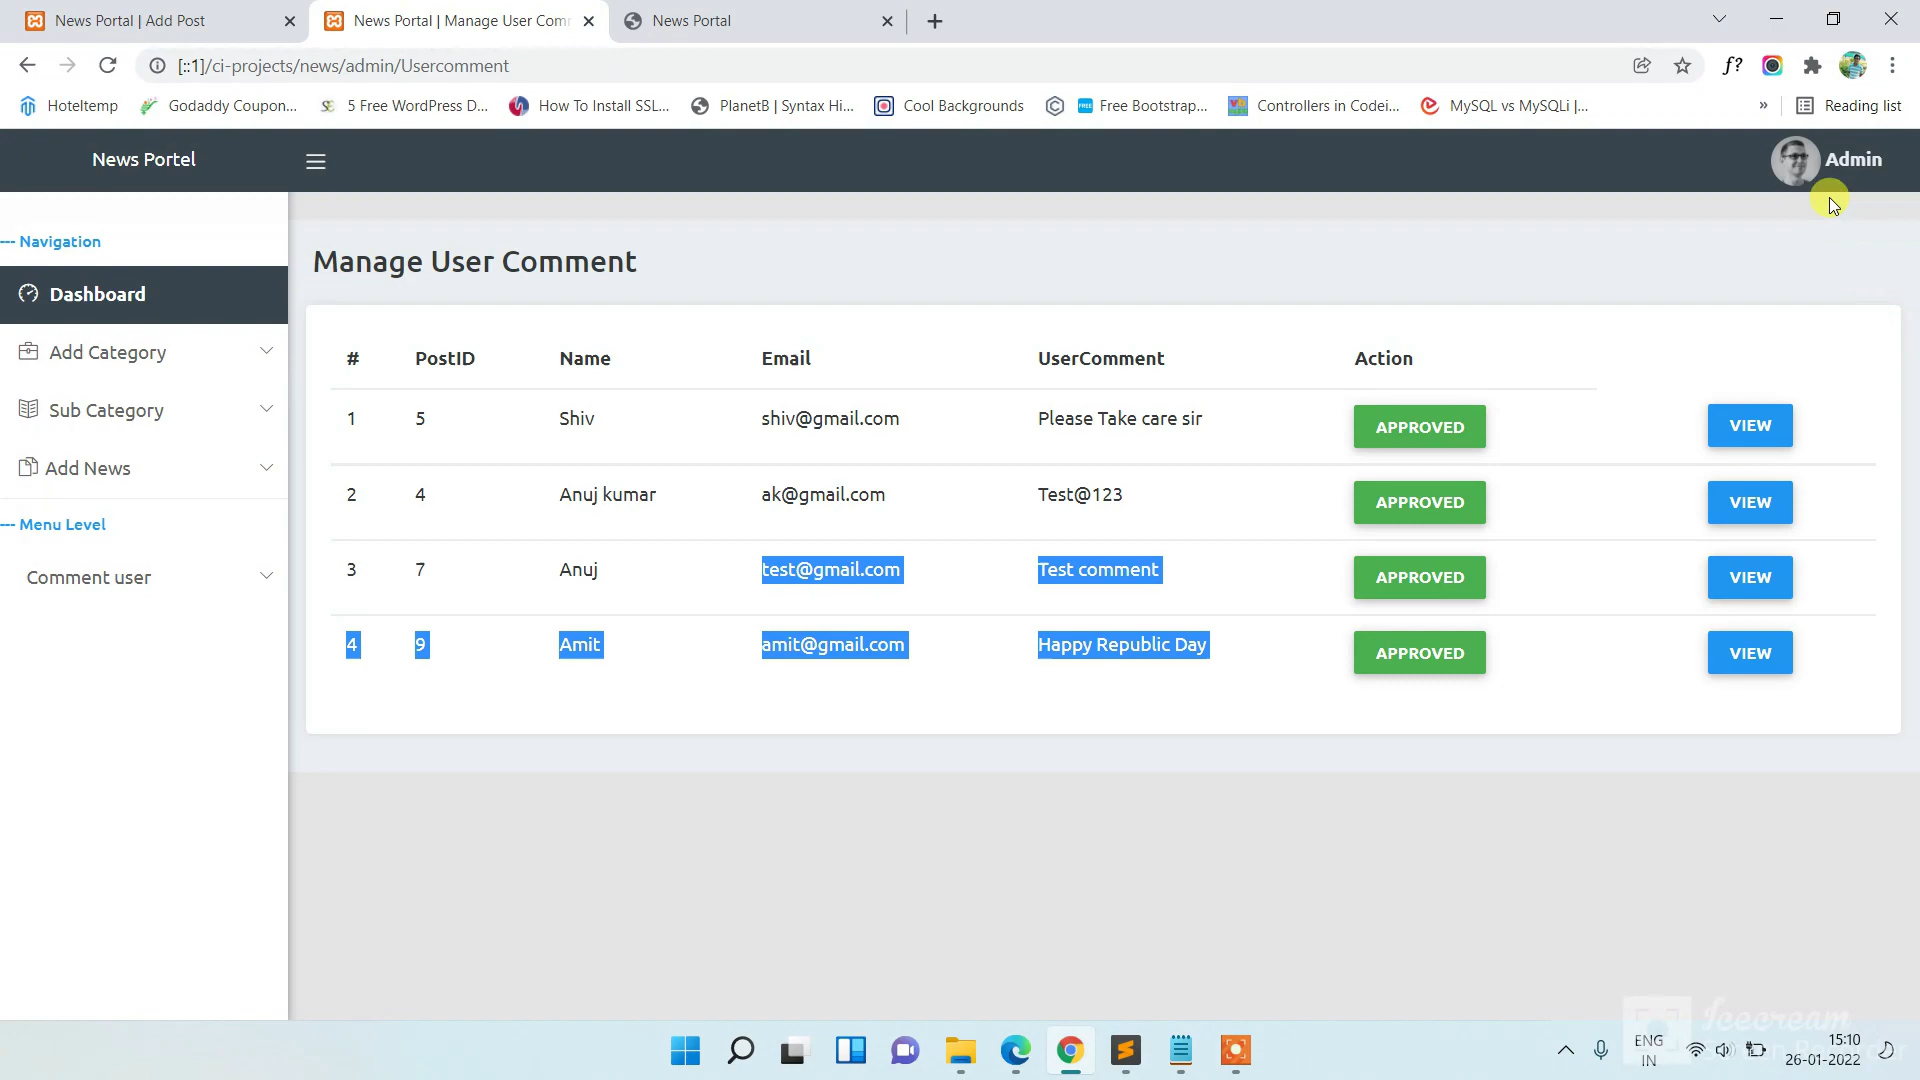 News Portal | Add Post
News Portal | Manage User Com
News Portal
[::1]/ci-projects/news/admin/Usercomment
f?
Hoteltemp
Godaddy Coupon...
5 Free WordPress D...
How To Install SSL...
PlanetB | Syntax Hi...
Cool Backgrounds
FREE Free Bootstrap...
Controllers in Codei...
MySQL vs MySQLi |...
»
Reading list
News Portel
Admin
--- Navigation
Dashboard
Add Category
Sub Category
Add News
--- Menu Level
Comment user
Manage User Comment
# PostID Name Email UserComment Action
1 5 Shiv shiv@gmail.com Please Take care sir APPROVED VIEW
2 4 Anuj kumar ak@gmail.com Test@123 APPROVED VIEW
3 7 Anuj test@gmail.com Test comment APPROVED VIEW
4 9 Amit amit@gmail.com Happy Republic Day APPROVED VIEW
Icecream
ENG
IN
15:10
26-01-2022